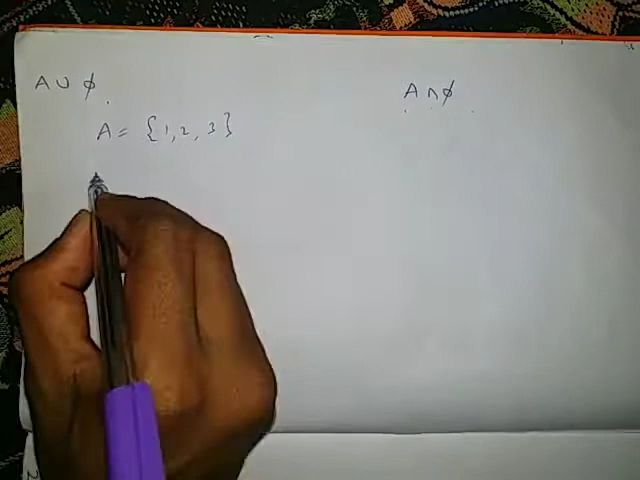 A ∪ ϕ
A = {1, 2, 3}
A ∩ ϕ